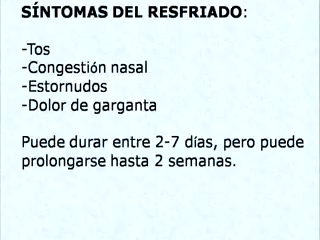 SÍNTOMAS DEL RESFRIADO:
-Tos
-Congestión nasal
-Estornudos
-Dolor de garganta
Puede durar entre 2-7 días, pero puede
prolongarse hasta 2 semanas.